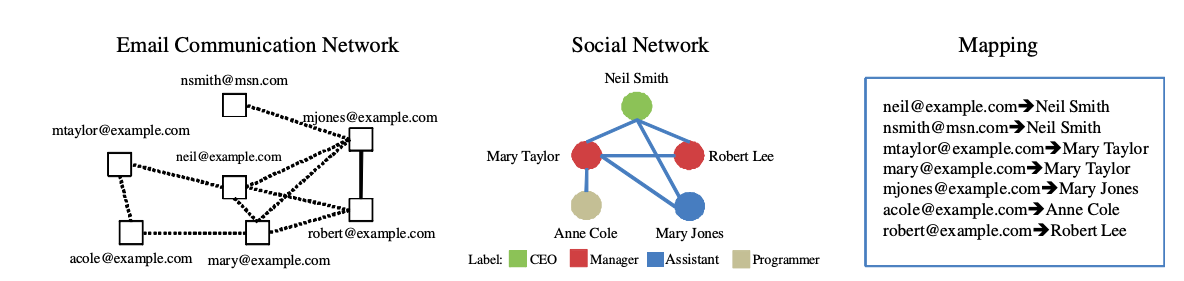 Email Communication Network
nsmith@msn.com
mjones@example.com
mtaylor@example.com
neil@example.com
robert@example.com
acole@example.com
mary@example.com
Social Network
Neil Smith
Mary Taylor
Robert Lee
Anne Cole
Mary Jones
Label: CEO Manager Assistant Programmer
Mapping
neil@example.com➔Neil Smith
nsmith@msn.com➔Neil Smith
mtaylor@example.com➔Mary Taylor
mary@example.com➔Mary Taylor
mjones@example.com➔Mary Jones
acole@example.com➔Anne Cole
robert@example.com➔Robert Lee